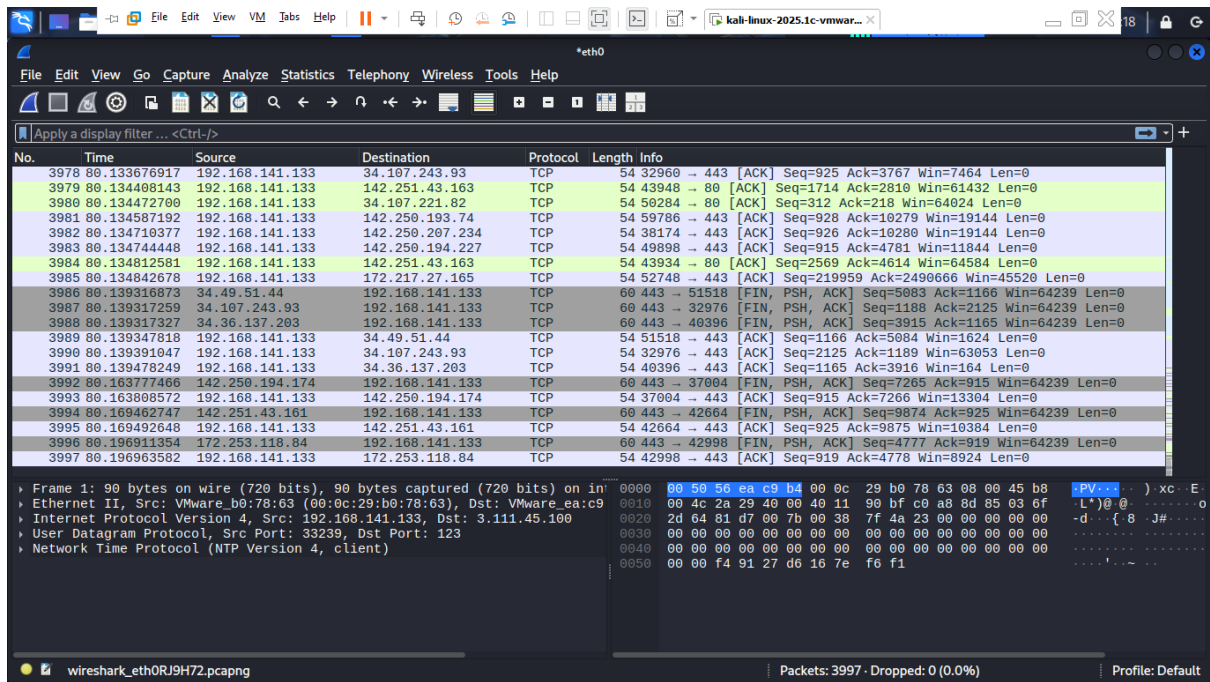 File Edit View VM Tabs Help kali-linux-2025.1c-vmwar... :18
*eth0
File Edit View Go Capture Analyze Statistics Telephony Wireless Tools Help
Apply a display filter … <Ctrl-/>
No. Time Source Destination Protocol Length Info
3978 80.133676917 192.168.141.133 34.107.243.93 TCP 54 32960 → 443 [ACK] Seq=925 Ack=3767 Win=7464 Len=0
3979 80.134408143 192.168.141.133 142.251.43.163 TCP 54 43948 → 80 [ACK] Seq=1714 Ack=2810 Win=61432 Len=0
3980 80.134472700 192.168.141.133 34.107.221.82 TCP 54 50284 → 80 [ACK] Seq=312 Ack=218 Win=64024 Len=0
3981 80.134587192 192.168.141.133 142.250.193.74 TCP 54 59786 → 443 [ACK] Seq=928 Ack=10279 Win=19144 Len=0
3982 80.134710377 192.168.141.133 142.250.207.234 TCP 54 38174 → 443 [ACK] Seq=926 Ack=10280 Win=19144 Len=0
3983 80.134744448 192.168.141.133 142.250.194.227 TCP 54 49898 → 443 [ACK] Seq=915 Ack=4781 Win=11844 Len=0
3984 80.134812581 192.168.141.133 142.251.43.163 TCP 54 43934 → 80 [ACK] Seq=2569 Ack=4614 Win=64584 Len=0
3985 80.134842678 192.168.141.133 172.217.27.165 TCP 54 52748 → 443 [ACK] Seq=219959 Ack=2490666 Win=45520 Len=0
3986 80.139316873 34.49.51.44 192.168.141.133 TCP 60 443 → 51518 [FIN, PSH, ACK] Seq=5083 Ack=1166 Win=64239 Len=0
3987 80.139317259 34.107.243.93 192.168.141.133 TCP 60 443 → 32976 [FIN, PSH, ACK] Seq=1188 Ack=2125 Win=64239 Len=0
3988 80.139317327 34.36.137.203 192.168.141.133 TCP 60 443 → 40396 [FIN, PSH, ACK] Seq=3915 Ack=1165 Win=64239 Len=0
3989 80.139347818 192.168.141.133 34.49.51.44 TCP 54 51518 → 443 [ACK] Seq=1166 Ack=5084 Win=1624 Len=0
3990 80.139391047 192.168.141.133 34.107.243.93 TCP 54 32976 → 443 [ACK] Seq=2125 Ack=1189 Win=63053 Len=0
3991 80.139478249 192.168.141.133 34.36.137.203 TCP 54 40396 → 443 [ACK] Seq=1165 Ack=3916 Win=164 Len=0
3992 80.163777466 142.250.194.174 192.168.141.133 TCP 60 443 → 37004 [FIN, PSH, ACK] Seq=7265 Ack=915 Win=64239 Len=0
3993 80.163808572 192.168.141.133 142.250.194.174 TCP 54 37004 → 443 [ACK] Seq=915 Ack=7266 Win=13304 Len=0
3994 80.169462747 142.251.43.161 192.168.141.133 TCP 60 443 → 42664 [FIN, PSH, ACK] Seq=9874 Ack=925 Win=64239 Len=0
3995 80.169492648 192.168.141.133 142.251.43.161 TCP 54 42664 → 443 [ACK] Seq=925 Ack=9875 Win=10384 Len=0
3996 80.196911354 172.253.118.84 192.168.141.133 TCP 60 443 → 42998 [FIN, PSH, ACK] Seq=4777 Ack=919 Win=64239 Len=0
3997 80.196963582 192.168.141.133 172.253.118.84 TCP 54 42998 → 443 [ACK] Seq=919 Ack=4778 Win=8924 Len=0
Frame 1: 90 bytes on wire (720 bits), 90 bytes captured (720 bits) on in
Ethernet II, Src: VMware_b0:78:63 (00:0c:29:b0:78:63), Dst: VMware_ea:c9
Internet Protocol Version 4, Src: 192.168.141.133, Dst: 3.111.45.100
User Datagram Protocol, Src Port: 33239, Dst Port: 123
Network Time Protocol (NTP Version 4, client)
0000 00 50 56 ea c9 b4 00 0c 29 b0 78 63 08 00 45 b8 ·PV····· )·xc··E·
0010 00 4c 2a 29 40 00 40 11 90 bf c0 a8 8d 85 03 6f ·L*)@·@· ·······o
0020 2d 64 81 d7 00 7b 00 38 7f 4a 23 00 00 00 00 00 -d···{·8 ·J#·····
0030 00 00 00 00 00 00 00 00 00 00 00 00 00 00 00 00 ········ ········
0040 00 00 00 00 00 00 00 00 00 00 00 00 00 00 00 00 ········ ········
0050 00 00 f4 91 27 d6 16 7e f6 f1 ····'··~ ··
wireshark_eth0RJ9H72.pcapng Packets: 3997 · Dropped: 0 (0.0%) Profile: Default